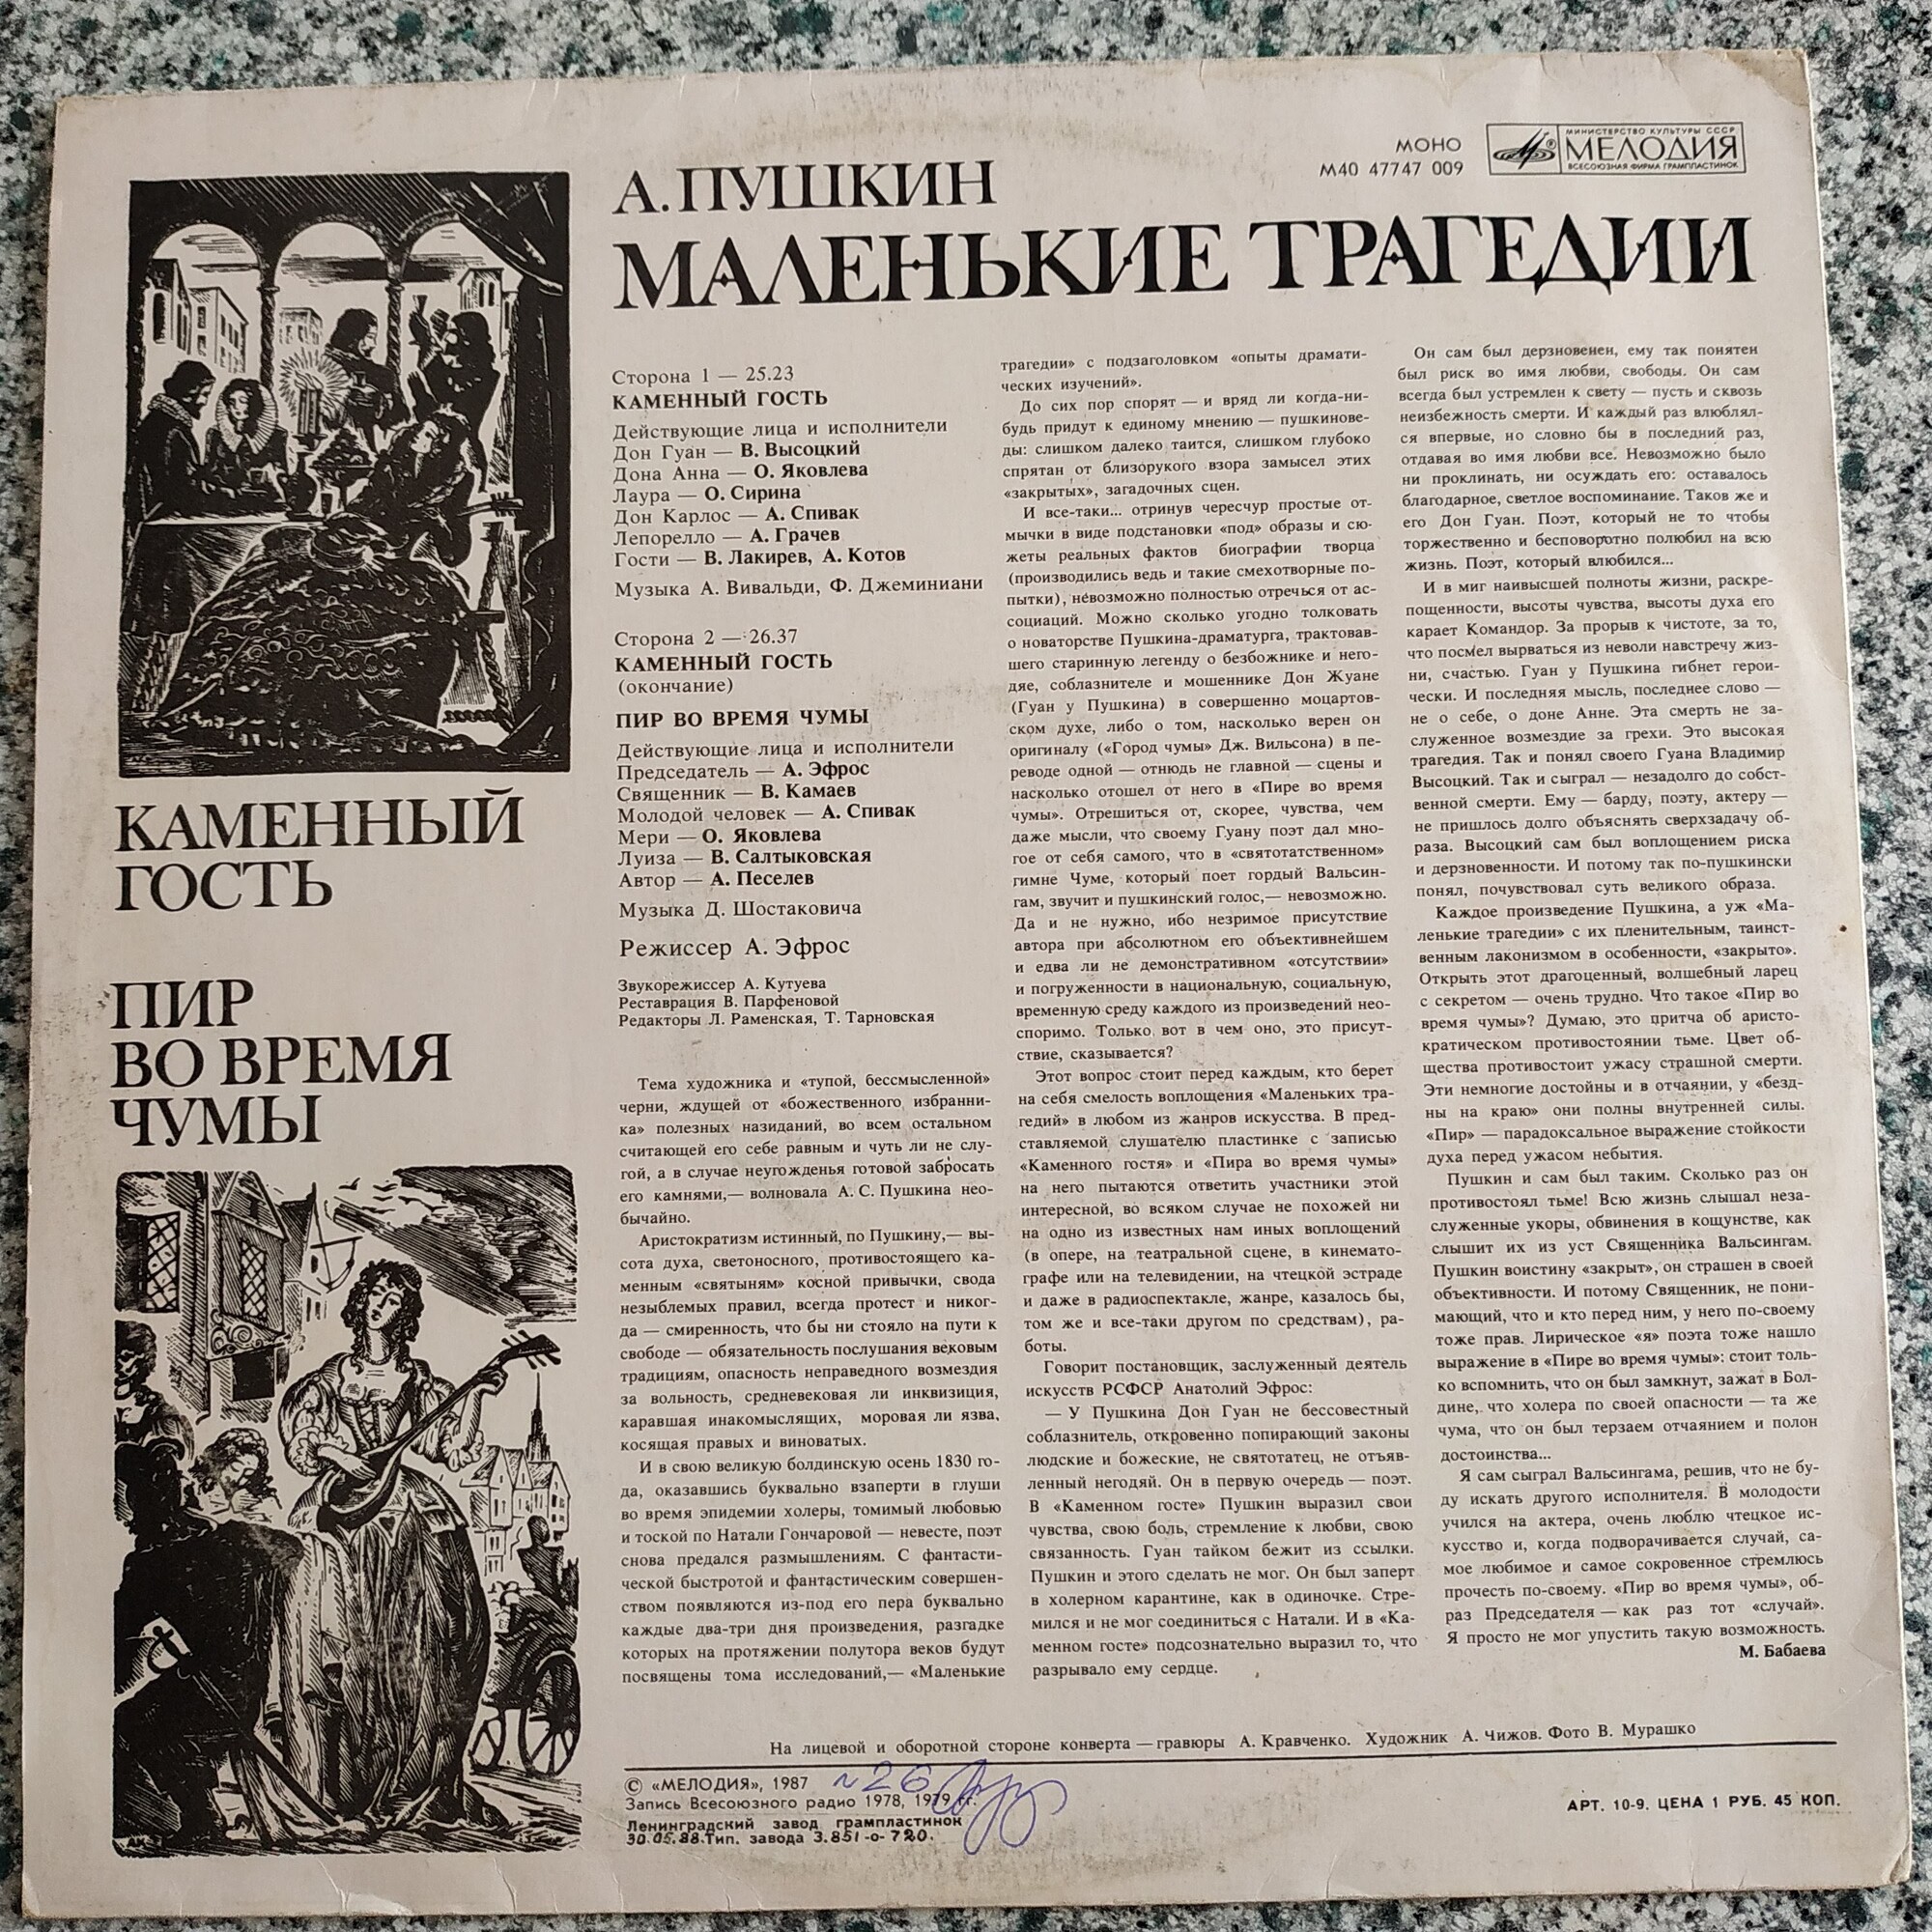 МОНО
М40 47747 009
МИНИСТЕРСТВО КУЛЬТУРЫ СССР
МЕЛОДИЯ
ВСЕСОЮЗНАЯ ФИРМА ГРАМПЛАСТИНОК
А.ПУШКИН
МАЛЕНЬКИЕ ТРАГЕДИИ
КАМЕННЫЙ
ГОСТЬ
ПИР
ВО ВРЕМЯ
ЧУМЫ
Сторона 1 — 25.23
КАМЕННЫЙ ГОСТЬ
Действующие лица и исполнители
Дон Гуан — В. Высоцкий
Дона Анна — О. Яковлева
Лаура — О. Сирина
Дон Карлос — А. Спивак
Лепорелло — А. Грачев
Гости — В. Лакирев, А. Котов
Музыка А. Вивальди, Ф. Джеминиани
Сторона 2 — 26.37
КАМЕННЫЙ ГОСТЬ
(окончание)
ПИР ВО ВРЕМЯ ЧУМЫ
Действующие лица и исполнители
Председатель — А. Эфрос
Священник — В. Камаев
Молодой человек — А. Спивак
Мери — О. Яковлева
Луиза — В. Салтыковская
Автор — А. Песелев
Музыка Д. Шостаковича
Режиссер А. Эфрос
Звукорежиссер А. Кутуева
Реставрация В. Парфеновой
Редакторы Л. Раменская, Т. Тарновская
Тема художника и «тупой, бессмысленной»
черни, ждущей от «божественного избранни-
ка» полезных назиданий, во всем остальном
считающей его себе равным и чуть ли не слу-
гой, а в случае неугожденья готовой забросать
его камнями,— волновала А. С. Пушкина нео-
бычайно.
Аристократизм истинный, по Пушкину,— вы-
сота духа, светоносного, противостоящего ка-
менным «святыням» косной привычки, свода
незыблемых правил, всегда протест и никог-
да — смиренность, что бы ни стояло на пути к
свободе — обязательность послушания вековым
традициям, опасность неправедного возмездия
за вольность, средневековая ли инквизиция,
каравшая инакомыслящих, моровая ли язва,
косящая правых и виноватых.
И в свою великую болдинскую осень 1830 го-
да, оказавшись буквально взаперти в глуши
во время эпидемии холеры, томимый любовью
и тоской по Натали Гончаровой — невесте, поэт
снова предался размышлениям. С фантасти-
ческой быстротой и фантастическим совершен-
ством появляются из-под его пера буквально
каждые два-три дня произведения, разгадке
которых на протяжении полутора веков будут
посвящены тома исследований,— «Маленькие
трагедии» с подзаголовком «опыты драмати-
ческих изучений».
До сих пор спорят — и вряд ли когда-ни-
будь придут к единому мнению — пушкинове-
ды: слишком далеко таится, слишком глубоко
спрятан от близорукого взора замысел этих
«закрытых», загадочных сцен.
И все-таки... отринув чересчур простые от-
мычки в виде подстановки «под» образы и сю-
жеты реальных фактов биографии творца
(производились ведь и такие смехотворные по-
пытки), невозможно полностью отречься от ас-
социаций. Можно сколько угодно толковать
о новаторстве Пушкина-драматурга, трактовав-
шего старинную легенду о безбожнике и него-
дяе, соблазнителе и мошеннике Дон Жуане
(Гуан у Пушкина) в совершенно моцартов-
ском духе, либо о том, насколько верен он
оригиналу («Город чумы» Дж. Вильсона) в пе-
реводе одной — отнюдь не главной — сцены и
насколько отошел от него в «Пире во время
чумы». Отрешиться от, скорее, чувства, чем
даже мысли, что своему Гуану поэт дал мно-
гое от себя самого, что в «святотатственном»
гимне Чуме, который поет гордый Вальсин-
гам, звучит и пушкинский голос,— невозможно.
Да и не нужно, ибо незримое присутствие
автора при абсолютном его объективнейшем
и едва ли не демонстративном «отсутствии»
и погруженности в национальную, социальную,
временную среду каждого из произведений нео-
споримо. Только вот в чем оно, это присут-
ствие, сказывается?
Этот вопрос стоит перед каждым, кто берет
на себя смелость воплощения «Маленьких тра-
гедий» в любом из жанров искусства. В пред-
ставляемой слушателю пластинке с записью
«Каменного гостя» и «Пира во время чумы»
на него пытаются ответить участники этой
интересной, во всяком случае не похожей ни
на одно из известных нам иных воплощений
(в опере, на театральной сцене, в кинемато-
графе или на телевидении, на чтецкой эстраде
и даже в радиоспектакле, жанре, казалось бы,
том же и все-таки другом по средствам), ра-
боты.
Говорит постановщик, заслуженный деятель
искусств РСФСР Анатолий Эфрос:
— У Пушкина Дон Гуан не бессовестный
соблазнитель, откровенно попирающий законы
людские и божеские, не святотатец, не отъяв-
ленный негодяй. Он в первую очередь — поэт.
В «Каменном госте» Пушкин выразил свои
чувства, свою боль, стремление к любви, свою
связанность. Гуан тайком бежит из ссылки.
Пушкин и этого сделать не мог. Он был заперт
в холерном карантине, как в одиночке. Стре-
мился и не мог соединиться с Натали. И в «Ка-
менном госте» подсознательно выразил то, что
разрывало ему сердце.
Он сам был дерзновенен, ему так понятен
был риск во имя любви, свободы. Он сам
всегда был устремлен к свету — пусть и сквозь
неизбежность смерти. И каждый раз влюблял-
ся впервые, но словно бы в последний раз,
отдавая во имя любви все. Невозможно было
ни проклинать, ни осуждать его: оставалось
благодарное, светлое воспоминание. Таков же и
его Дон Гуан. Поэт, который не то чтобы
торжественно и бесповоротно полюбил на всю
жизнь. Поэт, который влюбился...
И в миг наивысшей полноты жизни, раскре-
пощенности, высоты чувства, высоты духа его
карает Командор. За прорыв к чистоте, за то,
что посмел вырваться из неволи навстречу жиз-
ни, счастью. Гуан у Пушкина гибнет герои-
чески. И последняя мысль, последнее слово —
не о себе, о доне Анне. Эта смерть не за-
служенное возмездие за грехи. Это высокая
трагедия. Так и понял своего Гуана Владимир
Высоцкий. Так и сыграл — незадолго до собст-
венной смерти. Ему — барду, поэту, актеру —
не пришлось долго объяснять сверхзадачу об-
раза. Высоцкий сам был воплощением риска
и дерзновенности. И потому так по-пушкински
понял, почувствовал суть великого образа.
Каждое произведение Пушкина, а уж «Ма-
ленькие трагедии» с их пленительным, таинст-
венным лаконизмом в особенности, «закрыто».
Открыть этот драгоценный, волшебный ларец
с секретом — очень трудно. Что такое «Пир во
время чумы»? Думаю, это притча об аристо-
кратическом противостоянии тьме. Цвет об-
щества противостоит ужасу страшной смерти.
Эти немногие достойны и в отчаянии, у «безд-
ны на краю» они полны внутренней силы.
«Пир» — парадоксальное выражение стойкости
духа перед ужасом небытия.
Пушкин и сам был таким. Сколько раз он
противостоял тьме! Всю жизнь слышал неза-
служенные укоры, обвинения в кощунстве, как
слышит их из уст Священника Вальсингам.
Пушкин воистину «закрыт», он страшен в своей
объективности. И потому Священник, не пони-
мающий, что и кто перед ним, у него по-своему
тоже прав. Лирическое «я» поэта тоже нашло
выражение в «Пире во время чумы»: стоит толь-
ко вспомнить, что он был замкнут, зажат в Бол-
дине, что холера по своей опасности — та же
чума, что он был терзаем отчаянием и полон
достоинства...
Я сам сыграл Вальсингама, решив, что не бу-
ду искать другого исполнителя. В молодости
учился на актера, очень люблю чтецкое ис-
кусство и, когда подворачивается случай, са-
мое любимое и самое сокровенное стремлюсь
прочесть по-своему. «Пир во время чумы», об-
раз Председателя — как раз тот «случай».
Я просто не мог упустить такую возможность.
М. Бабаева
На лицевой и оборотной стороне конверта — гравюры А. Кравченко. Художник А. Чижов. Фото В. Мурашко
© «МЕЛОДИЯ», 1987
Запись Всесоюзного радио 1978, 1979 гг.
Ленинградский завод грампластинок
30.05.88.Тип. завода З.851-о-720.
АРТ. 10-9. ЦЕНА 1 РУБ. 45 КОП.